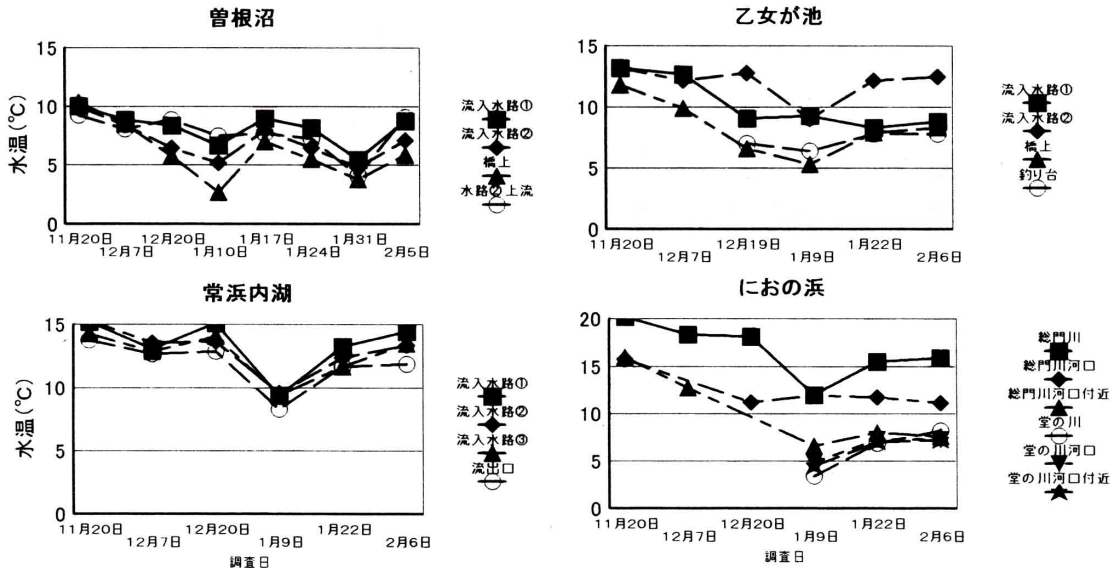 曽根沼
水温(℃)
15
10
5
0
11月20日
12月7日
12月20日
1月10日
1月17日
1月24日
1月31日
2月5日
流入水路①
流入水路②
橋上
水路②上流
乙女が池
15
10
5
0
11月20日
12月7日
12月19日
1月9日
1月22日
2月6日
流入水路①
流入水路②
橋上
釣り台
常浜内湖
水温(℃)
15
10
5
0
11月20日
12月7日
12月20日
1月9日
1月22日
2月6日
調査日
流入水路①
流入水路②
流入水路③
流出口
におの浜
20
15
10
5
0
11月20日
12月7日
12月20日
1月9日
1月22日
2月6日
調査日
総門川
総門川河口
総門川河口付近
堂の川
堂の川河口
堂の川河口付近